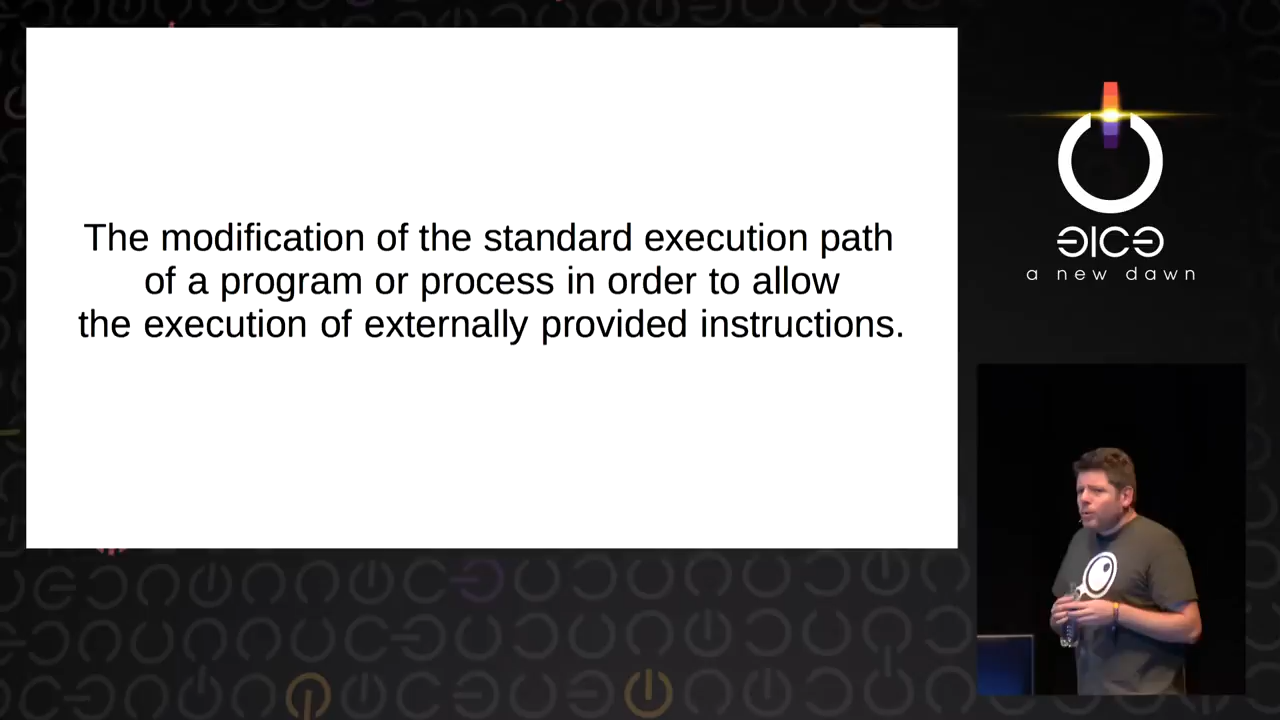 The modification of the standard execution path
of a program or process in order to allow
the execution of externally provided instructions.
ƎICƎ
a new dawn